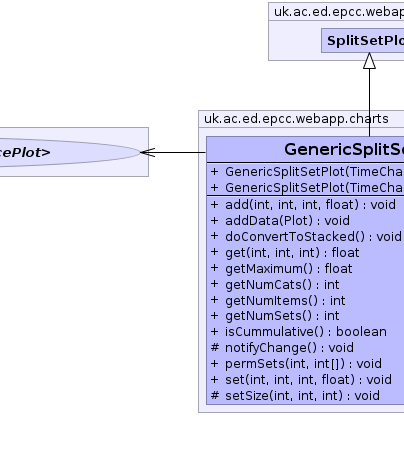 uk.ac.ed.epcc.webapp
SplitSetPlo
uk.ac.ed.epcc.webapp.charts
cePlot>
GenericSplitSe
+ GenericSplitSetPlot(TimeCha
+ GenericSplitSetPlot(TimeCha
+ add(int, int, int, float) : void
+ addData(Plot) : void
+ doConvertToStacked() : void
+ get(int, int, int) : float
+ getMaximum() : float
+ getNumCats() : int
+ getNumItems() : int
+ getNumSets() : int
+ isCummulative() : boolean
# notifyChange() : void
+ permSets(int, int[]) : void
+ set(int, int, int, float) : void
# setSize(int, int, int) : void